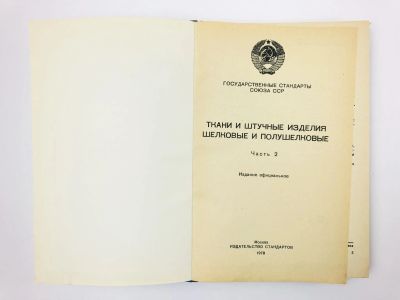 ГОСУДАРСТВЕННЫЕ СТАНДАРТЫ
СОЮЗА ССР
ТКАНИ И ШТУЧНЫЕ ИЗДЕЛИЯ
ШЕЛКОВЫЕ И ПОЛУШЕЛКОВЫЕ
Часть 2
Издание официальное
Москва
ИЗДАТЕЛЬСТВО СТАНДАРТОВ
1978